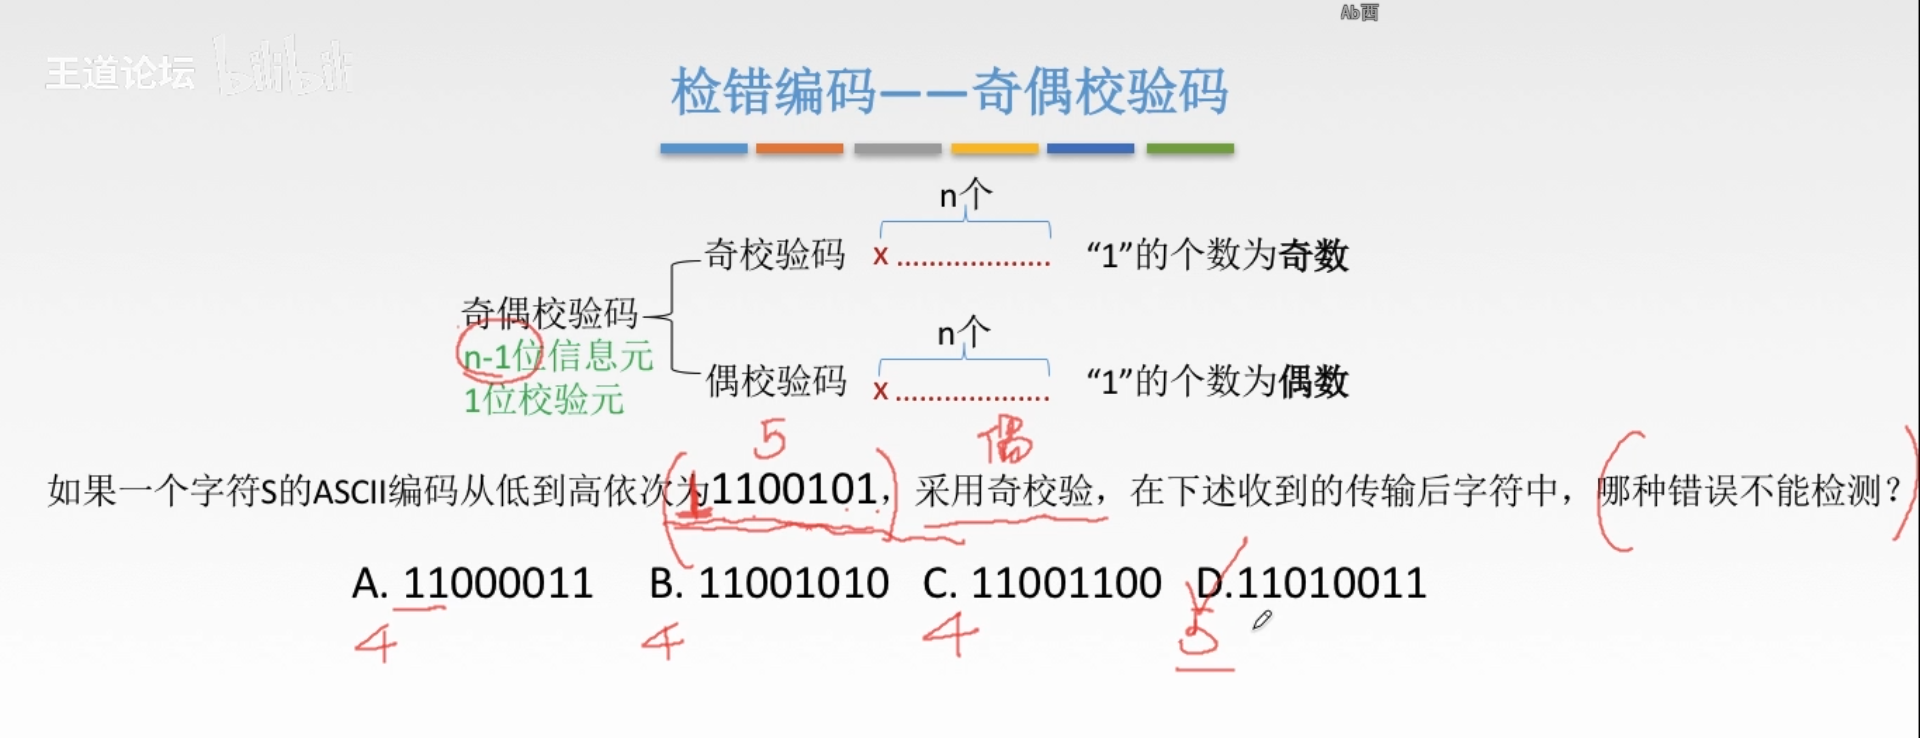 Ab西
王道论坛 bilibili
检错编码——奇偶校验码
n个
奇校验码 x .................... “1”的个数为奇数
奇偶校验码
n-1位信息元
1位校验元
n个
偶校验码 x .................... “1”的个数为偶数
5 偶
如果一个字符S的ASCII编码从低到高依次为1100101，采用奇校验，在下述收到的传输后字符中，哪种错误不能检测？
1
A. 11000011 B. 11001010 C. 11001100 D.11010011
4 4 4 5